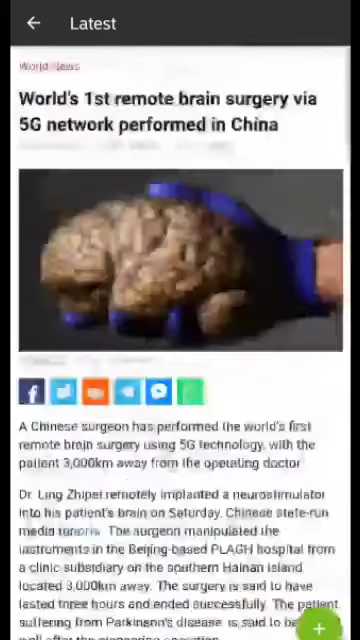 Latest
World News
World's 1st remote brain surgery via
5G network performed in China
A Chinese surgeon has performed the world's first
remote brain surgery using 5G technology, with the
patient 3,000km away from the operating doctor
Dr. Ling Zhipei remotely implanted a neurostimulator
into his patient's brain on Saturday, Chinese state-run
media reports. The surgeon manipulated the
instruments in the Beijing-based PLAGH hospital from
a clinic subsidiary on the southern Hainan island
located 3,000km away. The surgery is said to have
lasted three hours and ended successfully. The patient
suffering from Parkinson's disease is said to be
well after the pioneering operation